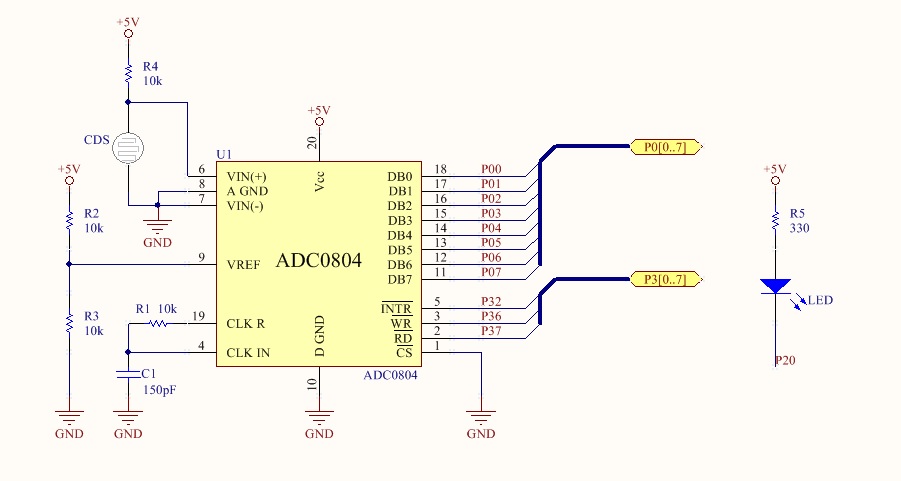 +5V
R4
10k
CDS
+5V
R2
10k
R3
10k
GND
GND
R1 10k
C1
150pF
GND
+5V
20
U1
Vcc
6 VIN(+)
8 A GND
7 VIN(-)
9 VREF
19 CLK R
4 CLK IN
ADC0804
D GND
10
GND
DB0 18 P00
DB1 17 P01
DB2 16 P02
DB3 15 P03
DB4 14 P04
DB5 13 P05
DB6 12 P06
DB7 11 P07
INTR 5 P32
WR 3 P36
RD 2 P37
CS 1
ADC0804
GND
P0[0..7]
P3[0..7]
+5V
R5
330
LED
P20